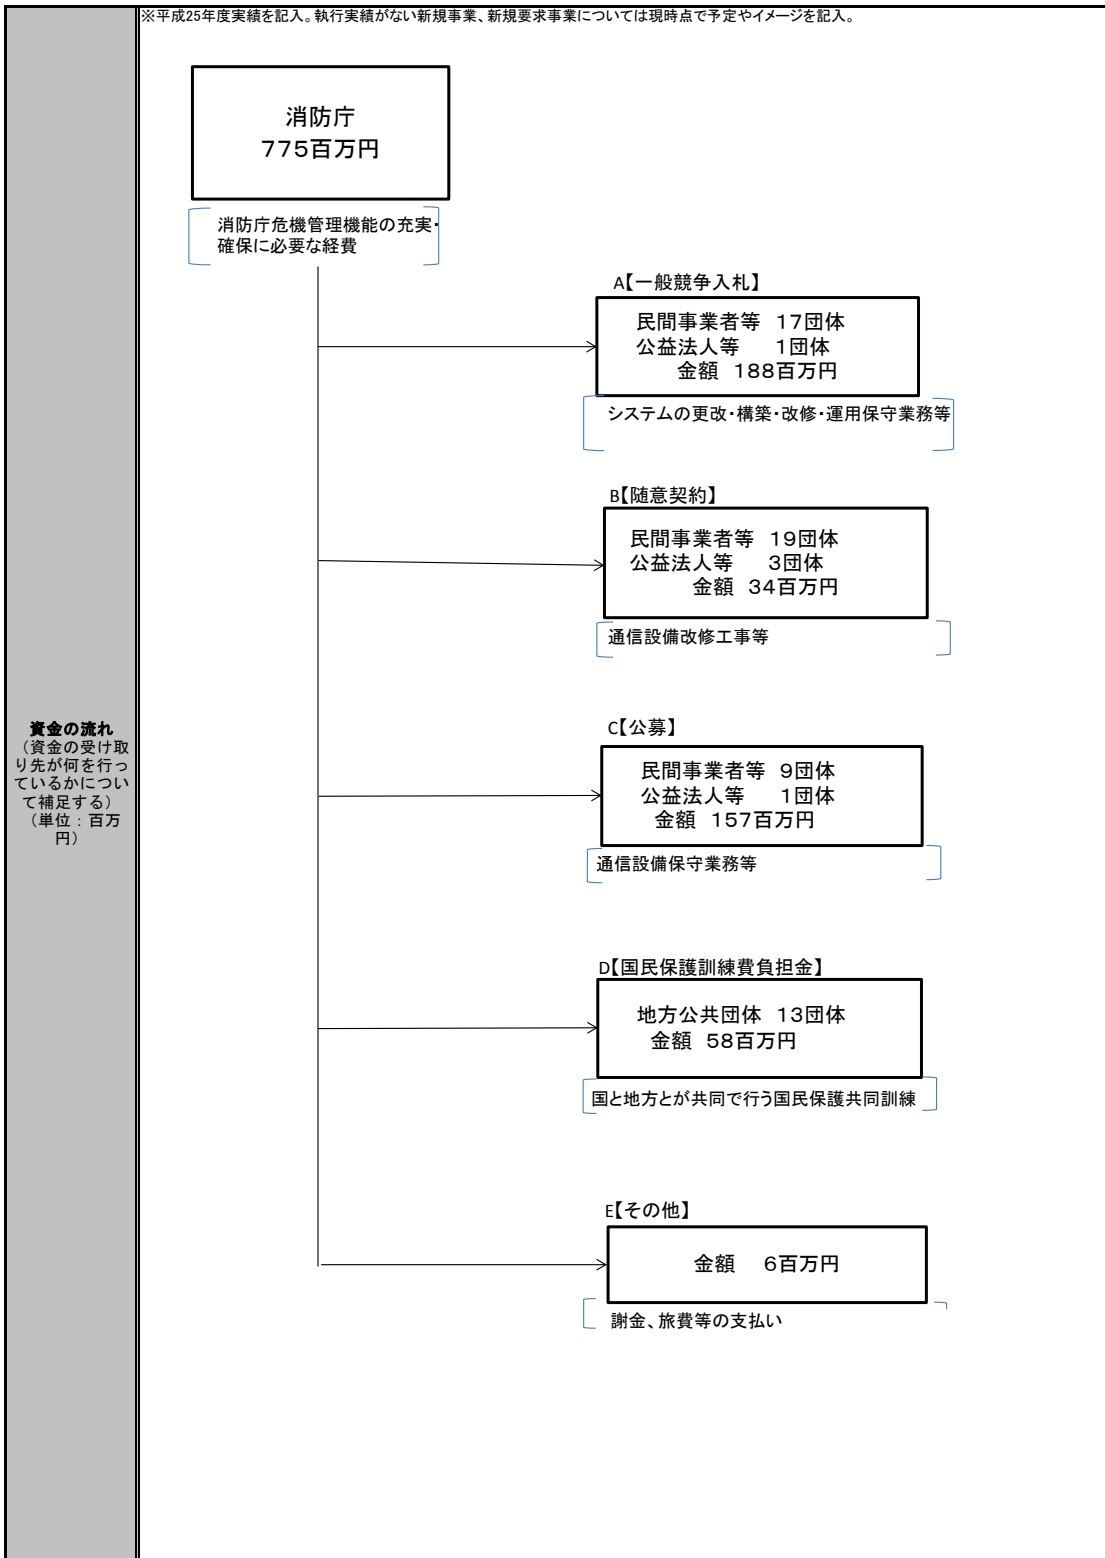 ※平成25年度実績を記入。執行実績がない新規事業、新規要求事業については現時点で予定やイメージを記入。
資金の流れ
(資金の受け取
り先が何を行っ
ているかについ
て補足する)
(単位：百万
円)
消防庁
775百万円
消防庁危機管理機能の充実・
確保に必要な経費
A【一般競争入札】
民間事業者等 17団体
公益法人等 1団体
金額 188百万円
システムの更改・構築・改修・運用保守業務等
B【随意契約】
民間事業者等 19団体
公益法人等 3団体
金額 34百万円
通信設備改修工事等
C【公募】
民間事業者等 9団体
公益法人等 1団体
金額 157百万円
通信設備保守業務等
D【国民保護訓練費負担金】
地方公共団体 13団体
金額 58百万円
国と地方とが共同で行う国民保護共同訓練
E【その他】
金額 6百万円
謝金、旅費等の支払い